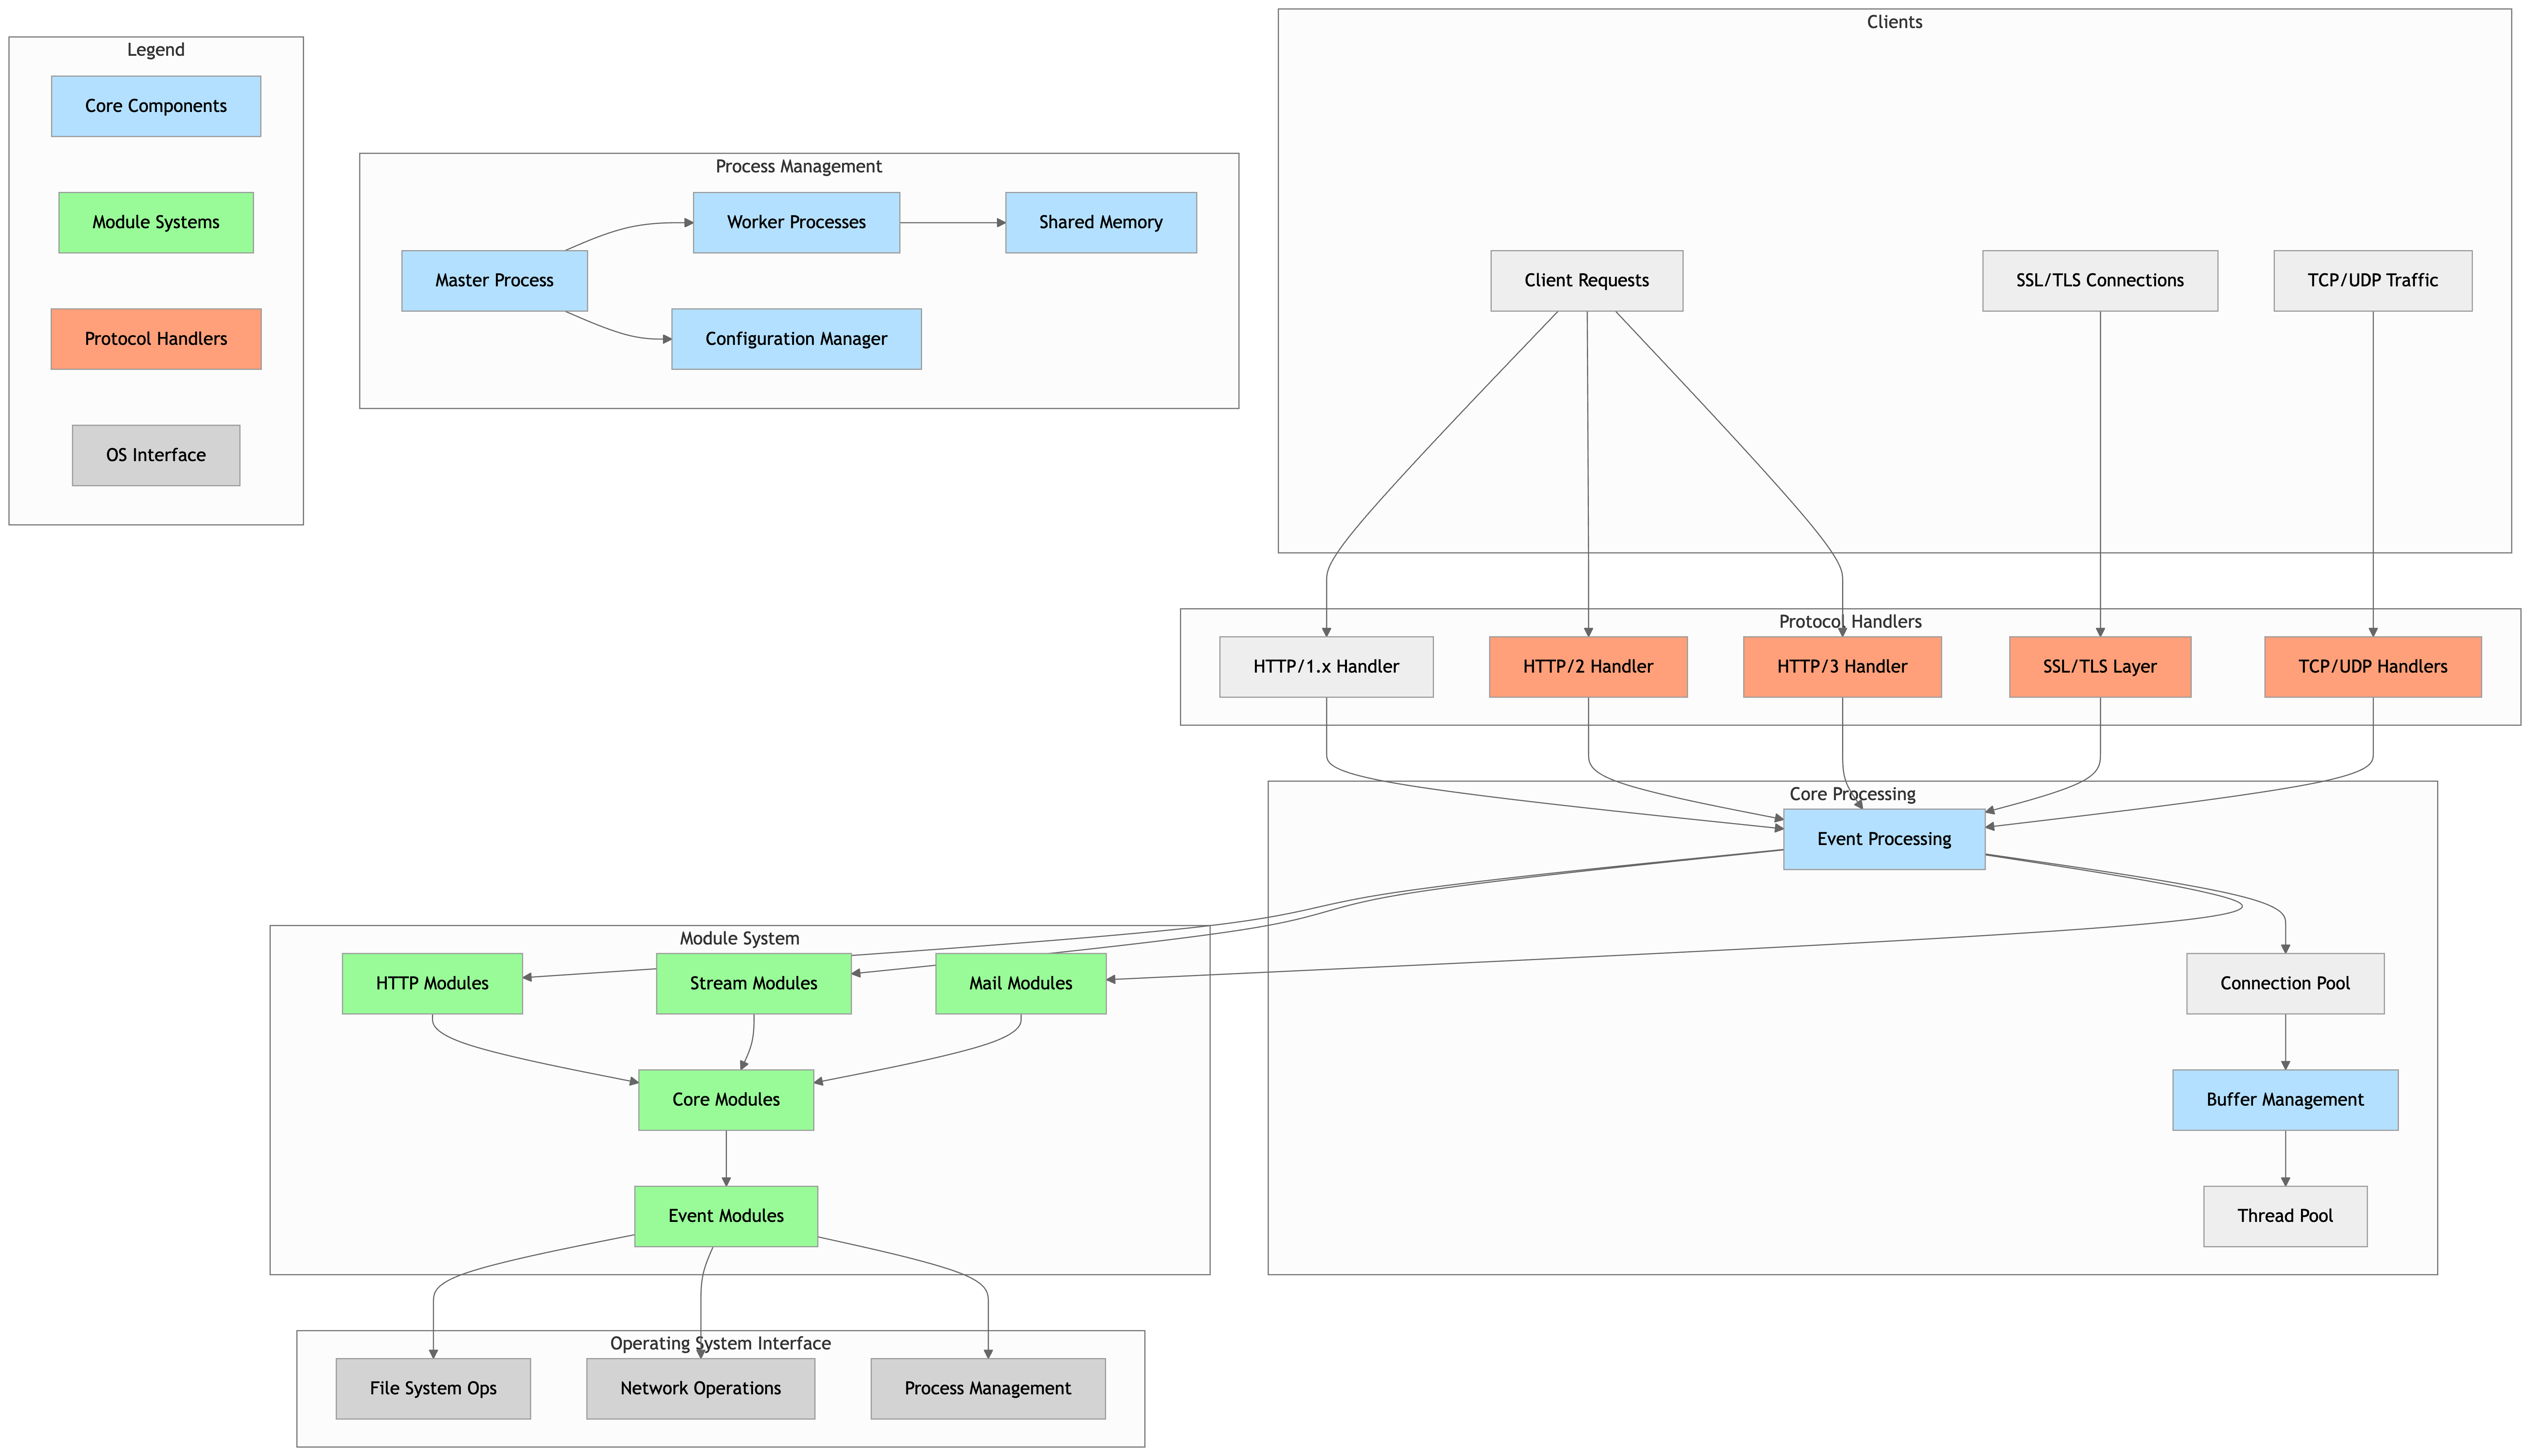 Legend
Core Components
Module Systems
Protocol Handlers
OS Interface
Process Management
Master Process
Worker Processes
Shared Memory
Configuration Manager
Clients
Client Requests
SSL/TLS Connections
TCP/UDP Traffic
Protocol Handlers
HTTP/1.x Handler
HTTP/2 Handler
HTTP/3 Handler
SSL/TLS Layer
TCP/UDP Handlers
Core Processing
Event Processing
Connection Pool
Buffer Management
Thread Pool
Module System
HTTP Modules
Stream Modules
Mail Modules
Core Modules
Event Modules
Operating System Interface
File System Ops
Network Operations
Process Management